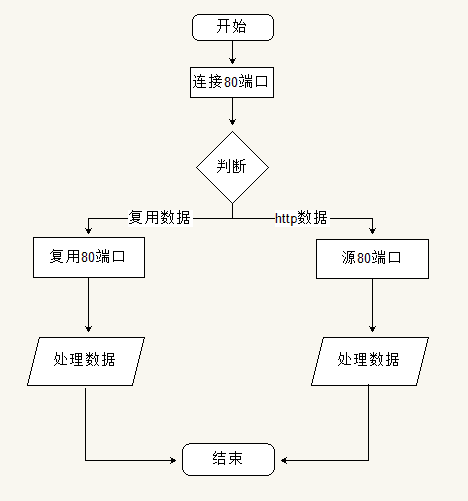 开始
连接80端口
判断
复用数据
http数据
复用80端口
源80端口
处理数据
处理数据
结束